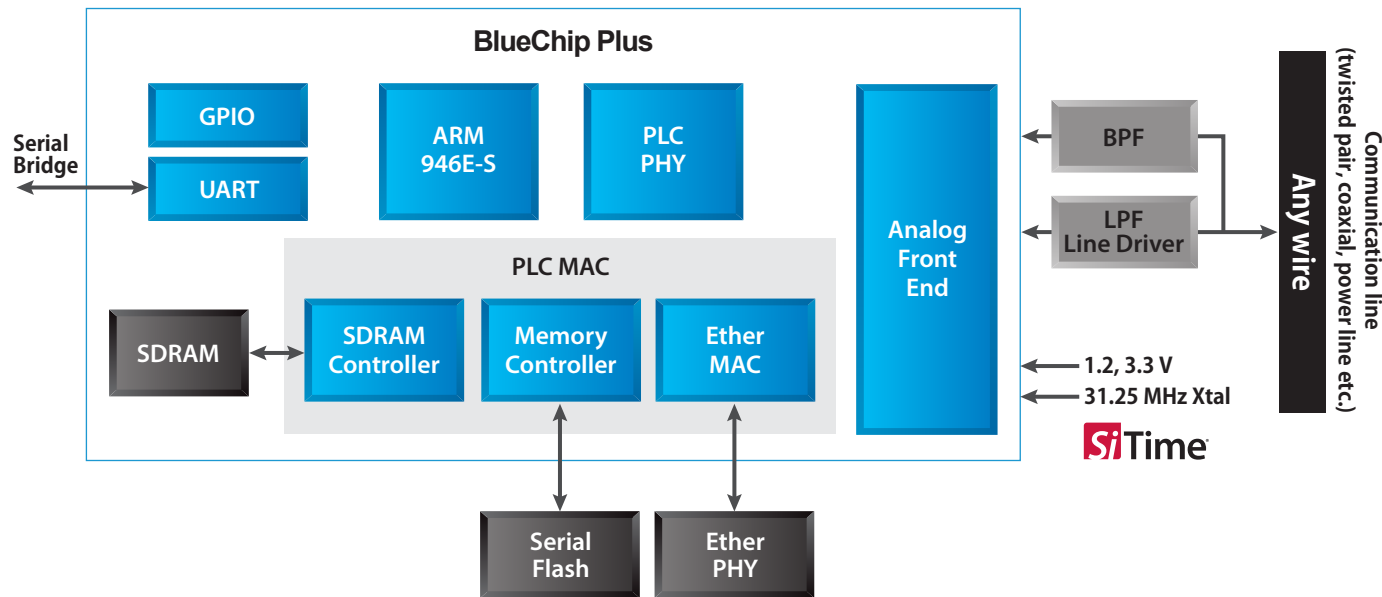 BlueChip Plus
GPIO
UART
Serial
Bridge
ARM
946E-S
PLC
PHY
Analog
Front
End
BPF
LPF
Line Driver
Any wire
Communication line
(twisted pair, coaxial, power line etc.)
PLC MAC
SDRAM
SDRAM
Controller
Memory
Controller
Ether
MAC
1.2, 3.3 V
31.25 MHz Xtal
SiTime
Serial
Flash
Ether
PHY